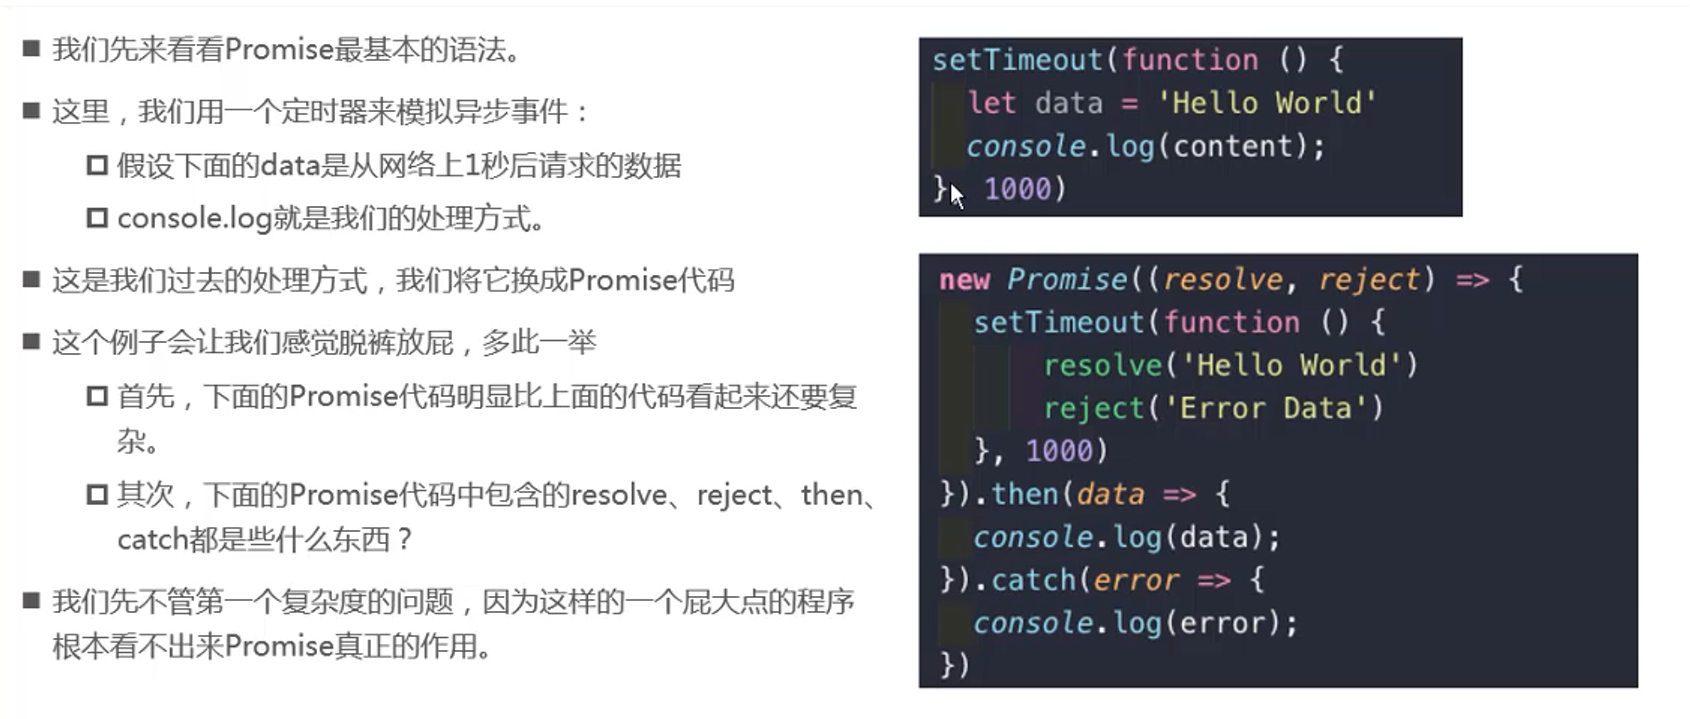 我们先来看看Promise最基本的语法。
这里，我们用一个定时器来模拟异步事件：
假设下面的data是从网络上1秒后请求的数据
console.log就是我们的处理方式。
这是我们过去的处理方式，我们将它换成Promise代码
这个例子会让我们感觉脱裤放屁，多此一举
首先，下面的Promise代码明显比上面的代码看起来还要复
杂。
其次，下面的Promise代码中包含的resolve、reject、then、
catch都是些什么东西？
我们先不管第一个复杂度的问题，因为这样的一个屁大点的程序
根本看不出来Promise真正的作用。
setTimeout(function () {
let data = 'Hello World'
console.log(content);
} 1000)
new Promise((resolve, reject) => {
setTimeout(function () {
resolve('Hello World')
reject('Error Data')
}, 1000)
}).then(data => {
console.log(data);
}).catch(error => {
console.log(error);
})